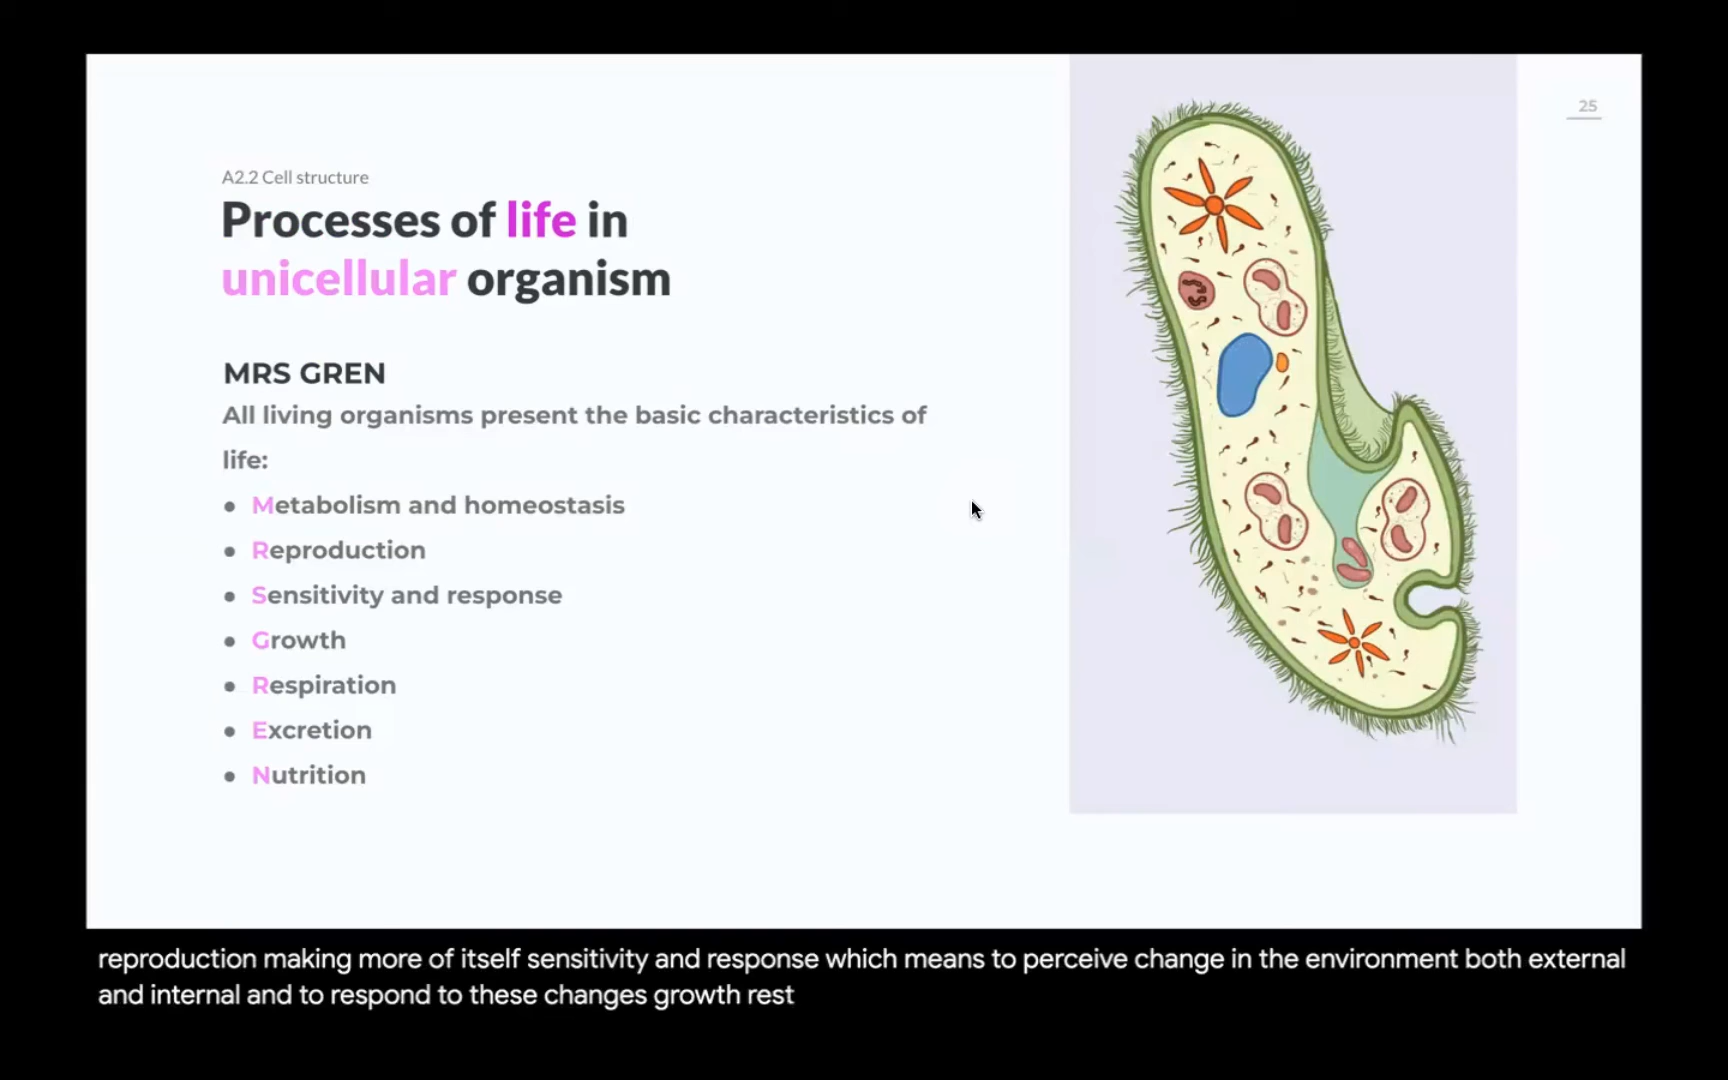 25
A2.2 Cell structure
Processes of life in
unicellular organism
MRS GREN
All living organisms present the basic characteristics of
life:
● Metabolism and homeostasis
● Reproduction
● Sensitivity and response
● Growth
● Respiration
● Excretion
● Nutrition
reproduction making more of itself sensitivity and response which means to perceive change in the environment both external
and internal and to respond to these changes growth rest